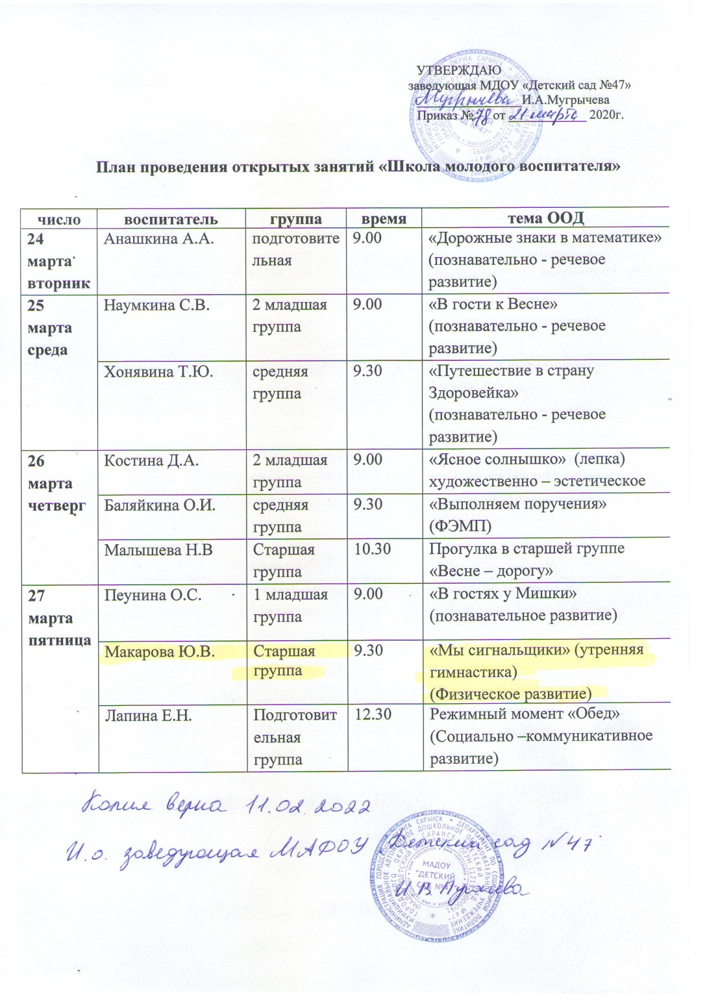 УТВЕРЖДАЮ
заведующая МДОУ «Детский сад №47»
Мугрычева И.А.Мугрычева
Приказ № 78 от 21 марта 2020г.
План проведения открытых занятий «Школа молодого воспитателя»
число воспитатель группа время тема ООД
24 Анашкина А.А. подготовите 9.00 «Дорожные знаки в математике»
марта льная (познавательно - речевое
вторник развитие)
25 Наумкина С.В. 2 младшая 9.00 «В гости к Весне»
марта группа (познавательно - речевое
среда развитие)
Хонявина Т.Ю. средняя 9.30 «Путешествие в страну
группа Здоровейка»
(познавательно - речевое
развитие)
26 Костина Д.А. 2 младшая 9.00 «Ясное солнышко» (лепка)
марта группа художественно – эстетическое
четверг Баляйкина О.И. средняя 9.30 «Выполняем поручения»
группа (ФЭМП)
Малышева Н.В Старшая 10.30 Прогулка в старшей группе
группа «Весне – дорогу»
27 Пеунина О.С. 1 младшая 9.00 «В гостях у Мишки»
марта группа (познавательное развитие)
пятница
Макарова Ю.В. Старшая 9.30 «Мы сигнальщики» (утренняя
группа гимнастика)
(Физическое развитие)
Лапина Е.Н. Подготовит 12.30 Режимный момент «Обед»
ельная (Социально –коммуникативное
группа развитие)
Копия верна 11.02.2022
И.о. заведующая МАДОУ Детский сад №47
МАДОУ
"ДЕТСКИЙ
САД №47"
И.В.